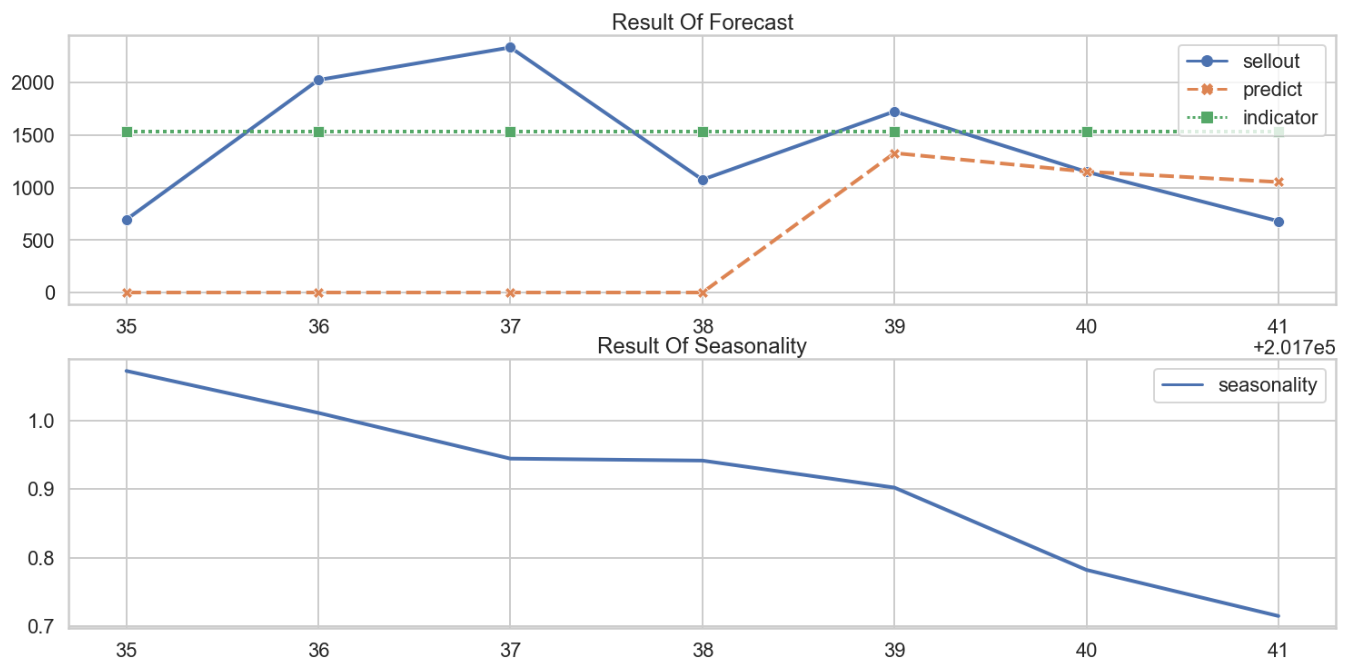 Result Of Forecast
sellout
predict
indicator
2000
1500
1000
500
0
35 36 37 38 39 40 41
+2.017e5
Result Of Seasonality
seasonality
1.0
0.9
0.8
0.7
35 36 37 38 39 40 41